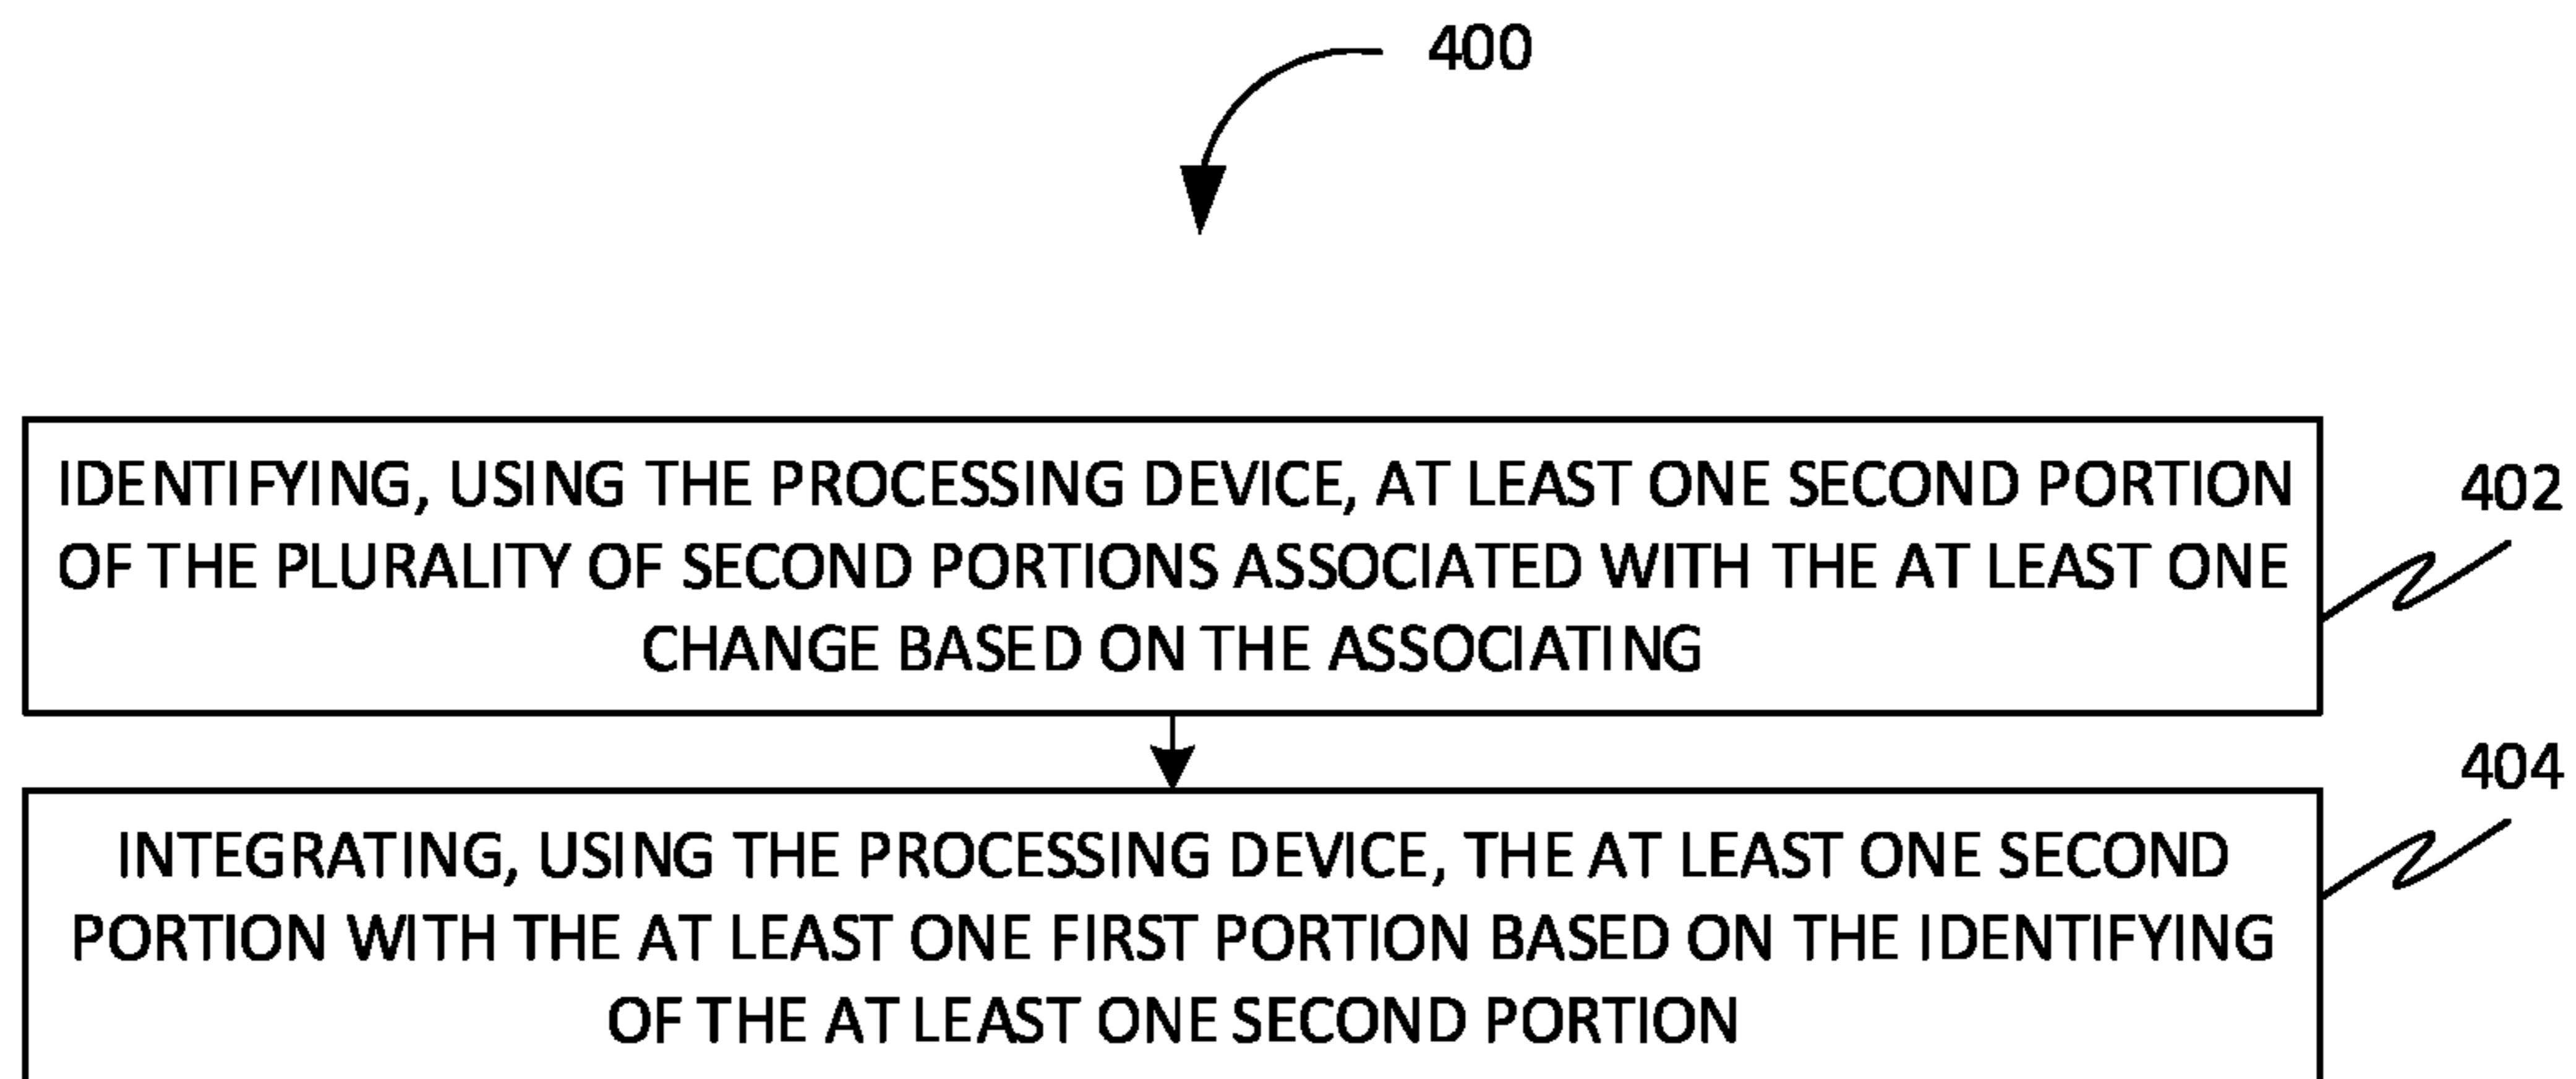 400
IDENTIFYING, USING THE PROCESSING DEVICE, AT LEAST ONE SECOND PORTION
OF THE PLURALITY OF SECOND PORTIONS ASSOCIATED WITH THE AT LEAST ONE
CHANGE BASED ON THE ASSOCIATING
402
INTEGRATING, USING THE PROCESSING DEVICE, THE AT LEAST ONE SECOND
PORTION WITH THE AT LEAST ONE FIRST PORTION BASED ON THE IDENTIFYING
OF THE AT LEAST ONE SECOND PORTION
404